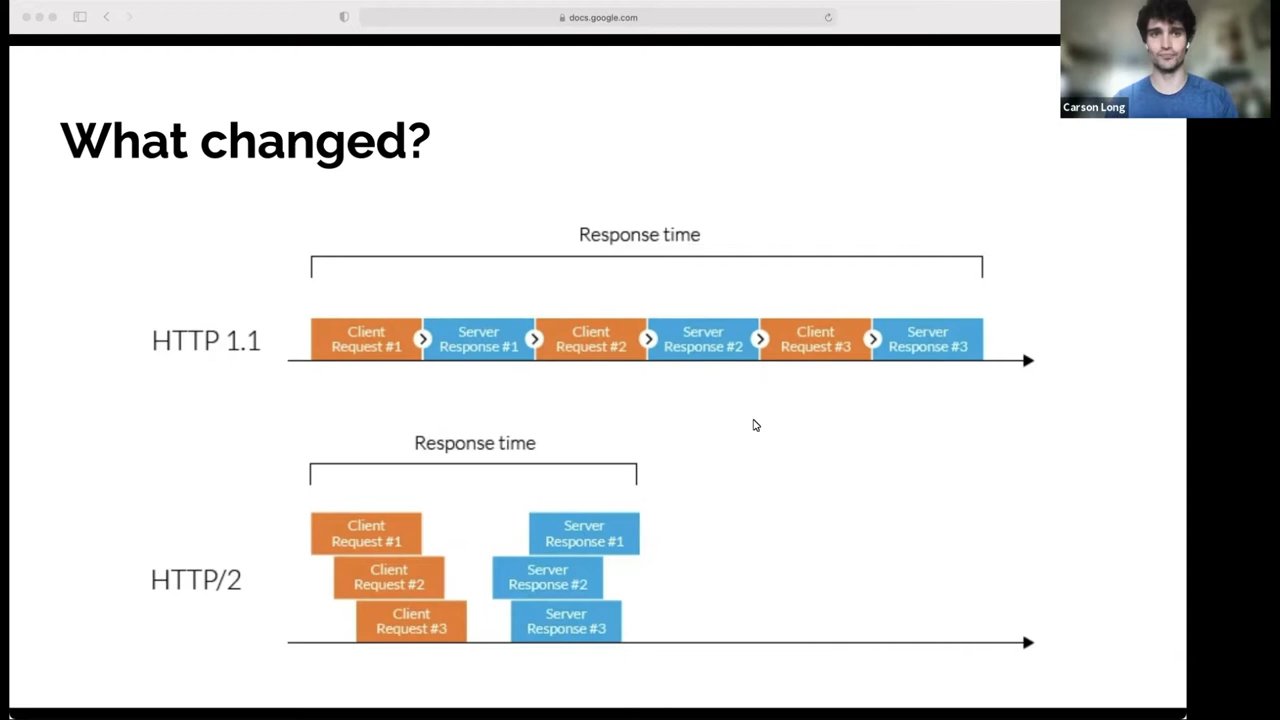 docs.google.com
Carson Long
What changed?
Response time
HTTP 1.1
Client
Request #1
Server
Response #1
Client
Request #2
Server
Response #2
Client
Request #3
Server
Response #3
Response time
HTTP/2
Client
Request #1
Server
Response #1
Client
Request #2
Server
Response #2
Client
Request #3
Server
Response #3